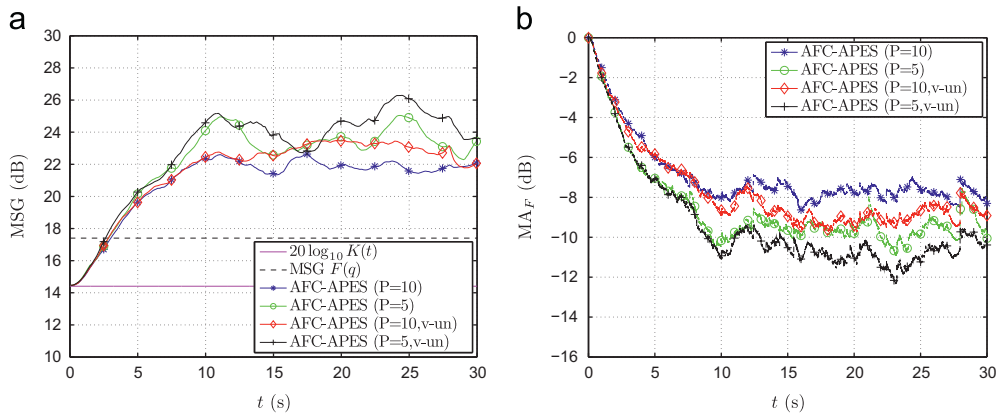 a
MSG (dB)
30
28
26
24
22
20
18
16
14
12
10
20 log₁₀ K(t)
MSG F(q)
AFC-APES (P=10)
AFC-APES (P=5)
AFC-APES (P=10,v-un)
AFC-APES (P=5,v-un)
0 5 10 15 20 25 30
t (s)
b
MA_F (dB)
0
−2
−4
−6
−8
−10
−12
−14
−16
AFC-APES (P=10)
AFC-APES (P=5)
AFC-APES (P=10,v-un)
AFC-APES (P=5,v-un)
0 5 10 15 20 25 30
t (s)